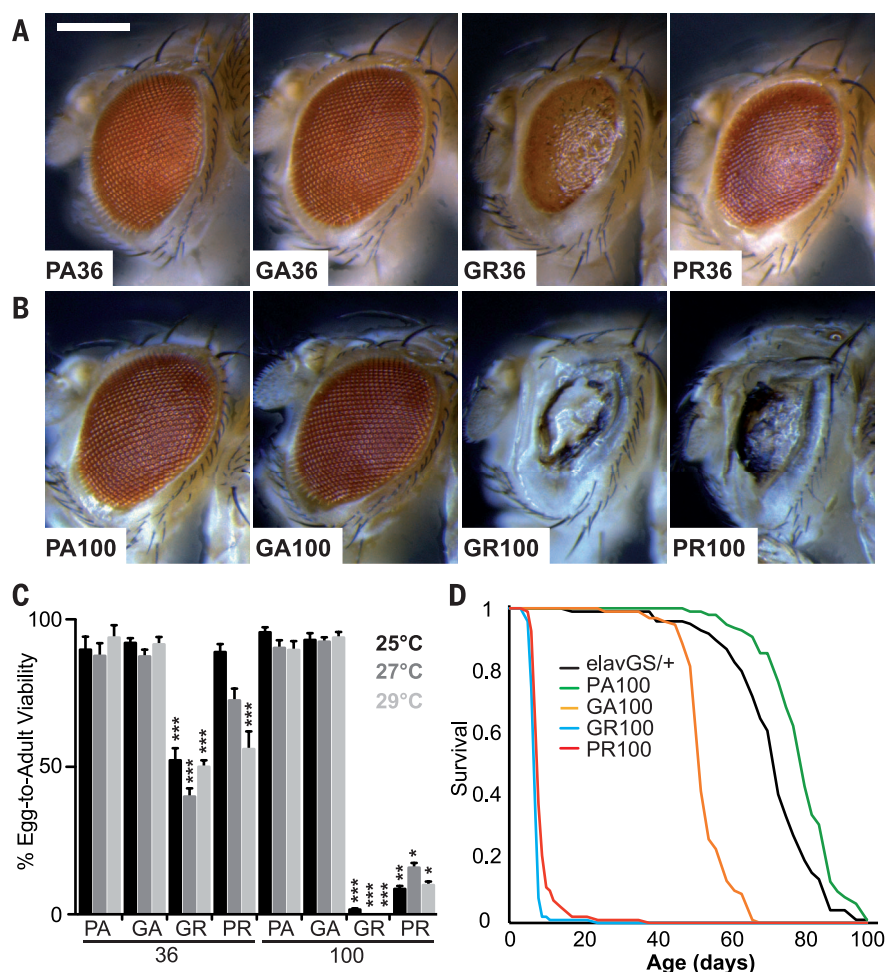 A
PA36
GA36
GR36
PR36
B
PA100
GA100
GR100
PR100
C
100
50
0
% Egg-to-Adult Viability
25°C
27°C
29°C
***
***
***
***
***
***
***
**
*
*
PA
GA
GR
PR
PA
GA
GR
PR
36
100
D
1
0.8
0.6
0.4
0.2
0
Survival
elavGS/+
PA100
GA100
GR100
PR100
0
20
40
60
80
100
Age (days)